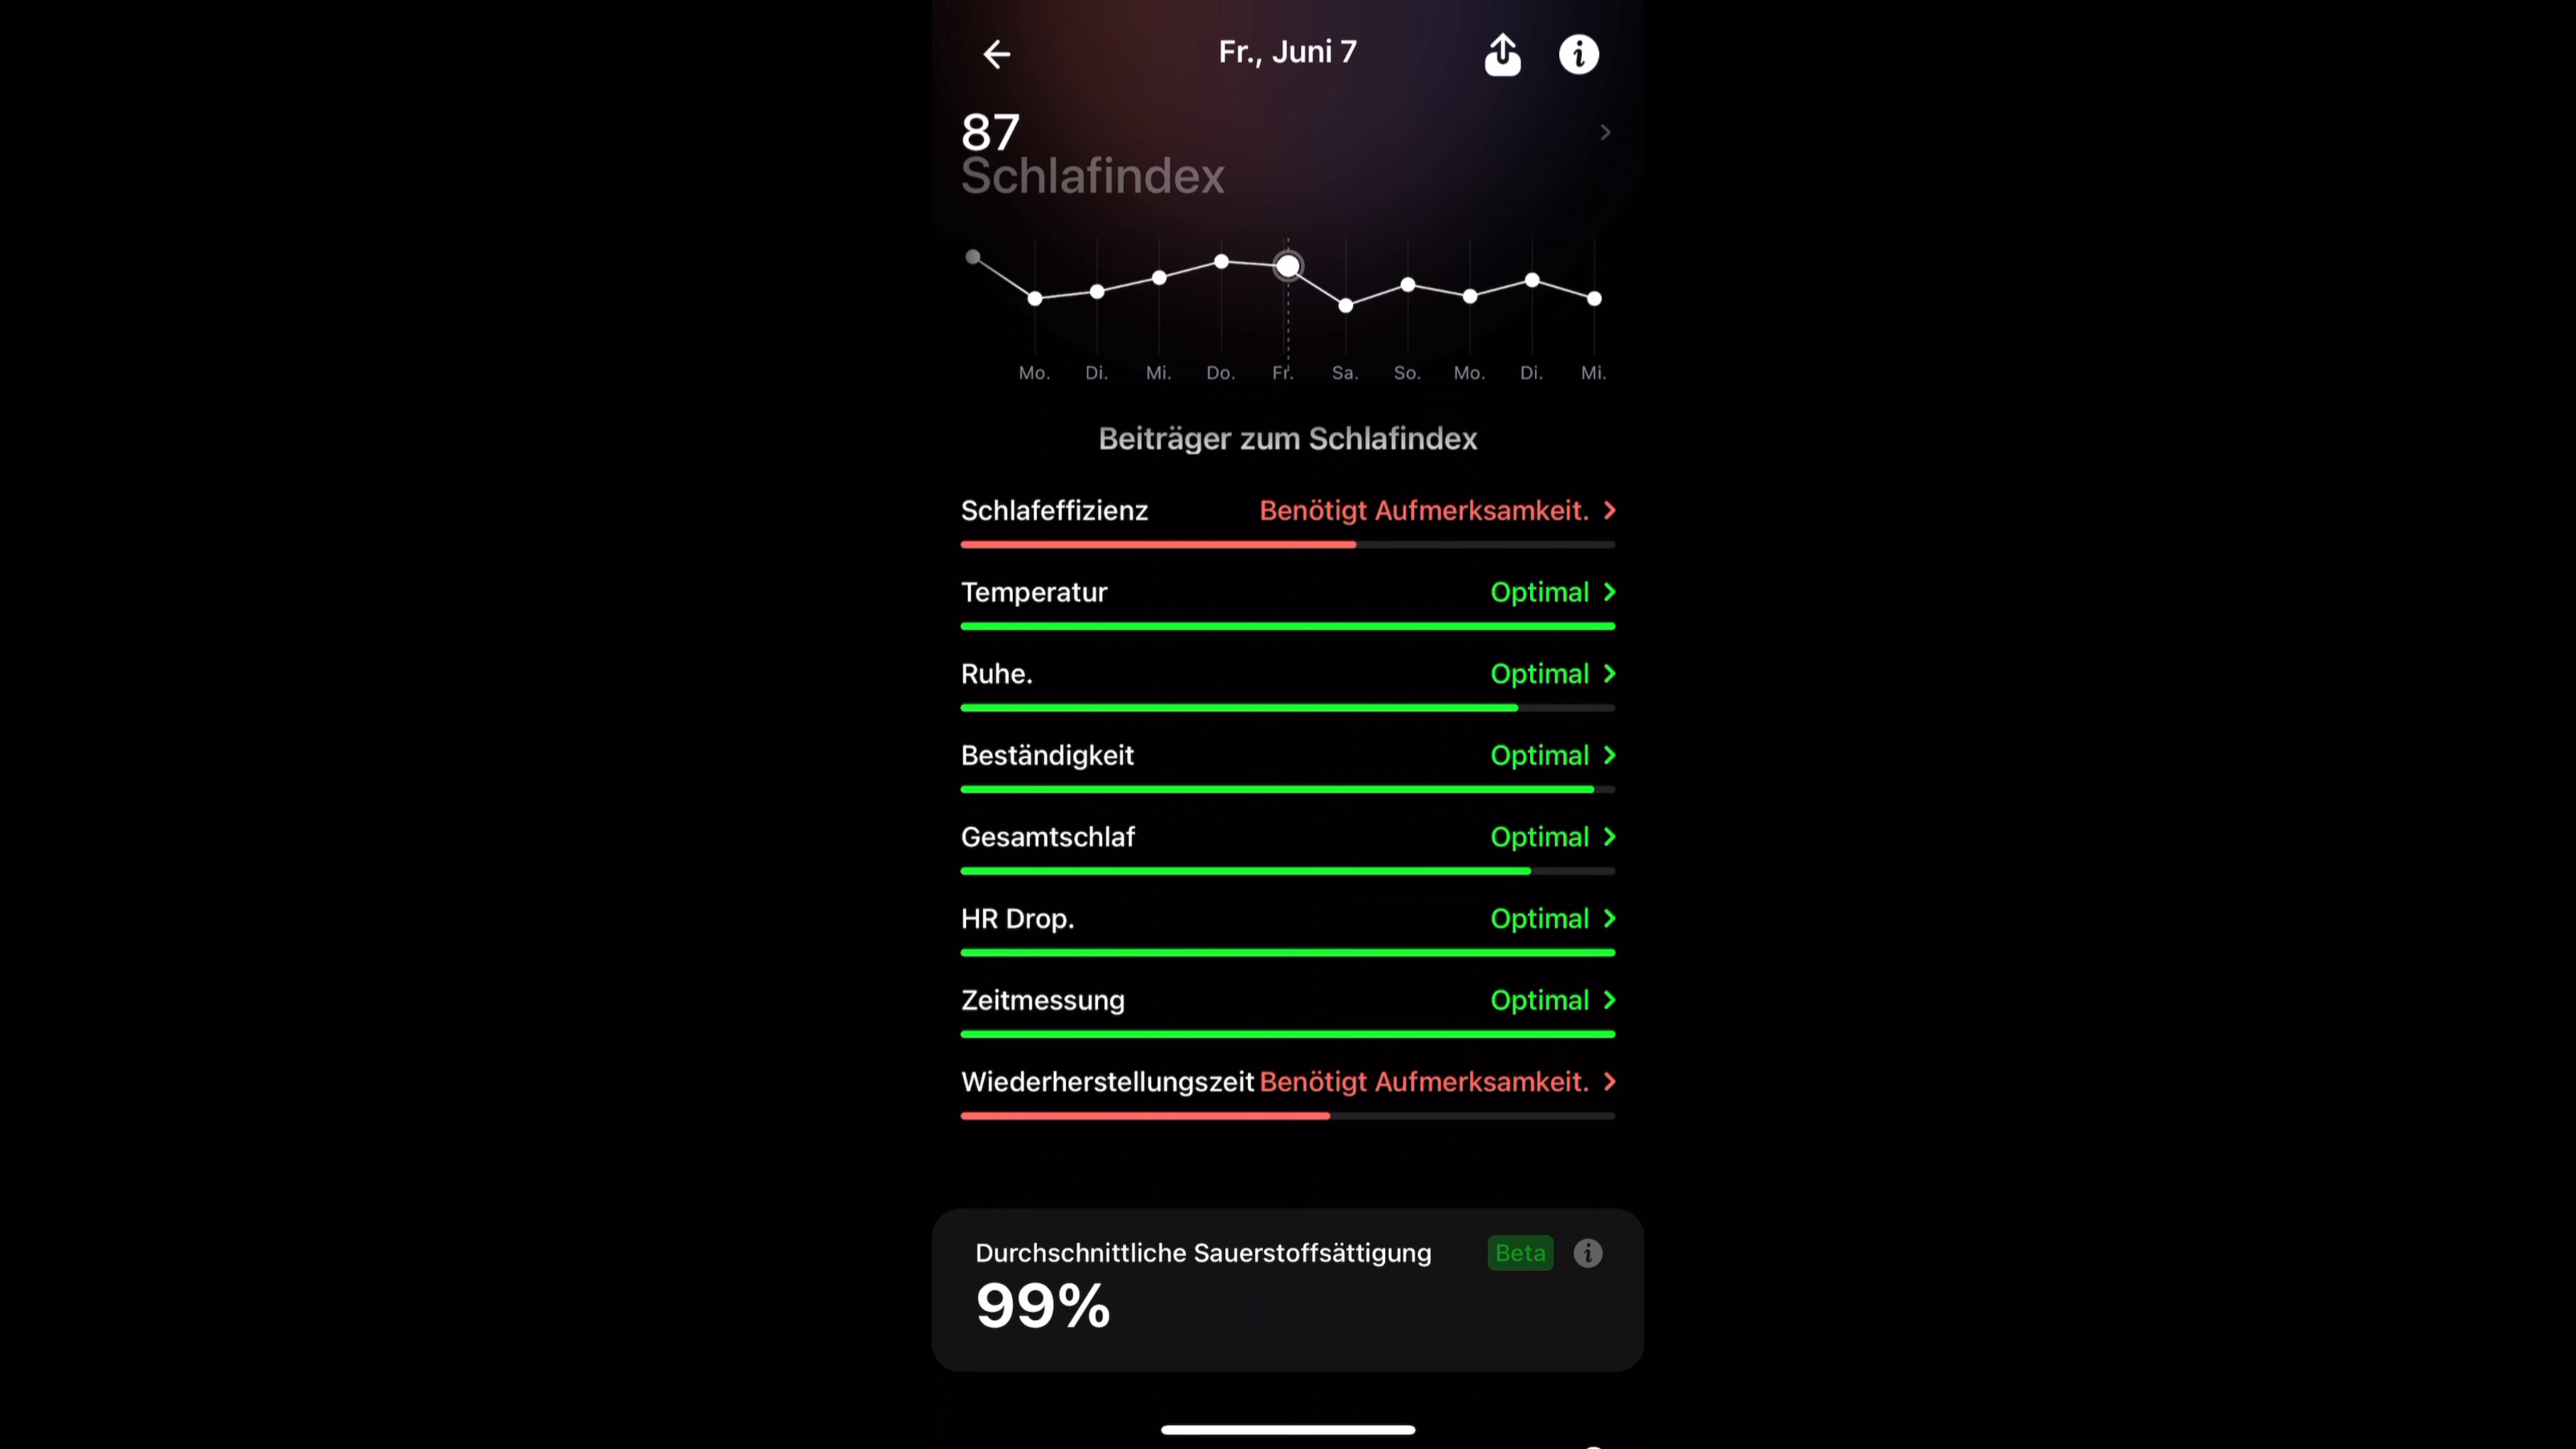 Fr., Juni 7
87
Schlafindex
Mo. Di. Mi. Do. Fr. Sa. So. Mo. Di. Mi.
Beiträger zum Schlafindex
Schlafeffizienz Benötigt Aufmerksamkeit.
Temperatur Optimal
Ruhe. Optimal
Beständigkeit Optimal
Gesamtschlaf Optimal
HR Drop. Optimal
Zeitmessung Optimal
Wiederherstellungszeit Benötigt Aufmerksamkeit.
Durchschnittliche Sauerstoffsättigung Beta
99%